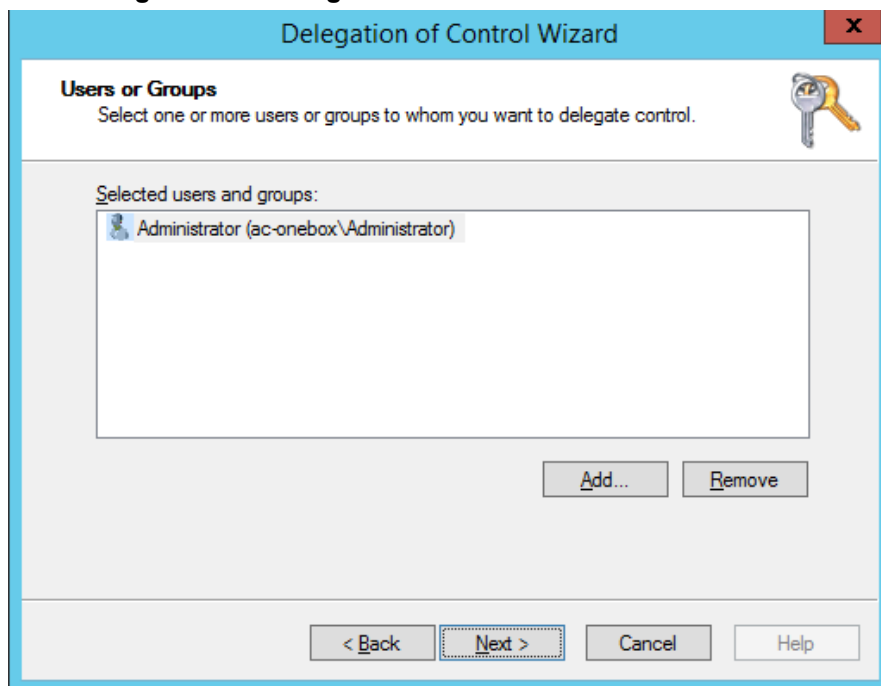 Delegation of Control Wizard
x
Users or Groups
Select one or more users or groups to whom you want to delegate control.
Selected users and groups:
Administrator (ac-onebox\Administrator)
Add... Remove
< Back Next > Cancel Help